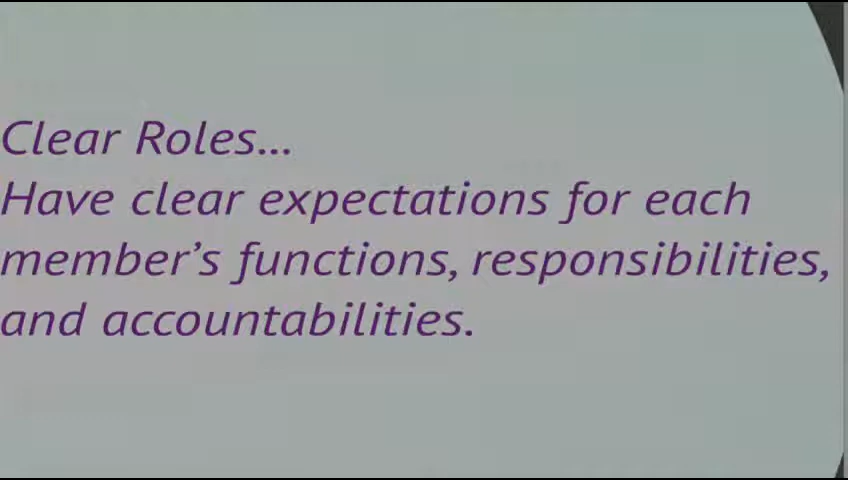 Clear Roles...
Have clear expectations for each
member’s functions, responsibilities,
and accountabilities.